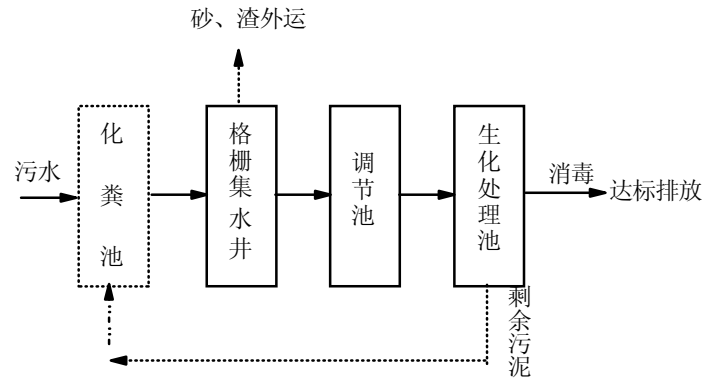 砂、渣外运
污水
化粪池
格栅集水井
调节池
生化处理池
消毒
达标排放
剩余污泥